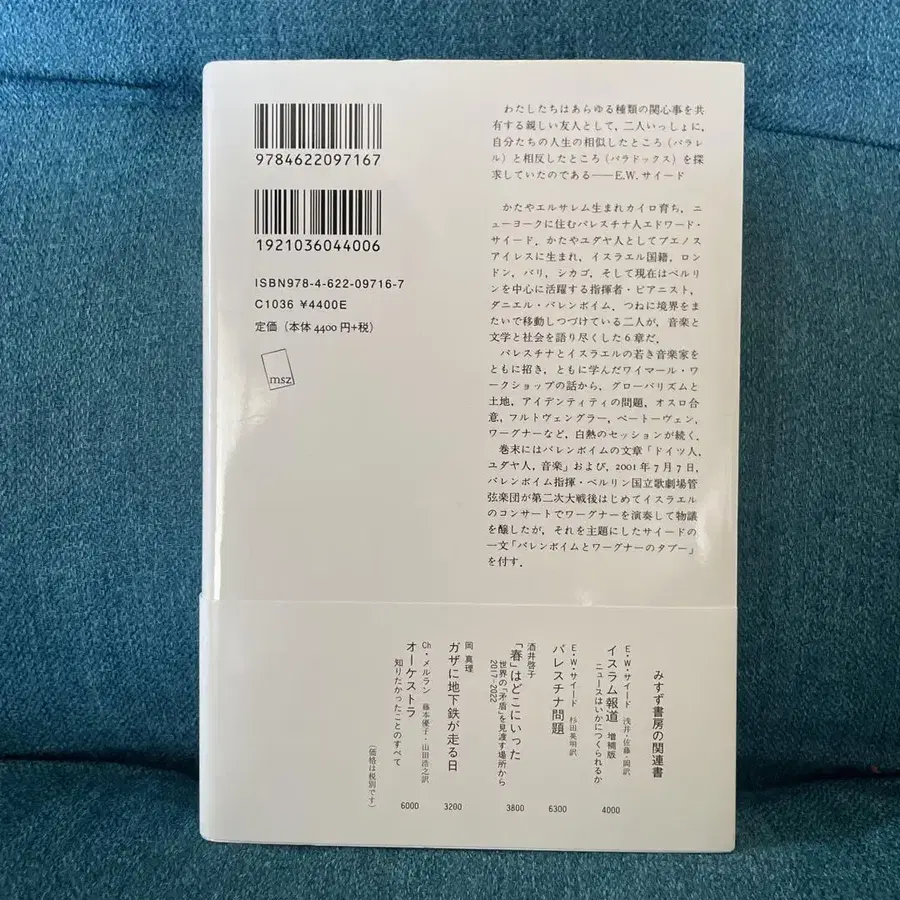 9784622097167
1921036044006
ISBN978-4-622-09716-7
C1036 ¥4400E
定価（本体4400円+税）
msz
わたしたちはあらゆる種類の関心事を共
有する親しい友人として，二人いっしょに，
自分たちの人生の相似したところ（パラレ
ル）と相反したところ（パラドックス）を探
求していたのである――E.W.サイード
かたやエルサレム生まれカイロ育ち，ニ
ューヨークに住むパレスチナ人エドワード・
サイード．かたやユダヤ人としてブエノス
アイレスに生まれ，イスラエル国籍，ロン
ドン，パリ，シカゴ，そして現在はベルリ
ンを中心に活躍する指揮者・ピアニスト，
ダニエル・バレンボイム．つねに境界をま
たいで移動しつづけている二人が，音楽と
文学と社会を語り尽くした6章だ．
パレスチナとイスラエルの若き音楽家を
ともに招き，ともに学んだワイマール・ワ
ークショップの話から，グローバリズムと
土地，アイデンティティの問題，オスロ合
意，フルトヴェングラー，ベートーヴェン，
ワーグナーなど，白熱のセッションが続く．
巻末にはバレンボイムの文章「ドイツ人，
ユダヤ人，音楽」および，2001年7月7日，
バレンボイム指揮・ベルリン国立歌劇場管
弦楽団が第二次大戦後はじめてイスラエル
のコンサートでワーグナーを演奏して物議
を醸したが，それを主題にしたサイードの
一文「バレンボイムとワーグナーのタブー」
を付す．
みすず書房の関連書
E・W・サイード 浅井・佐藤・岡訳
イスラム報道 増補版
ニュースはいかにつくられるか
4000
E・W・サイード 杉田英明訳
パレスチナ問題
6300
酒井啓子
「春」はどこにいった
世界の「矛盾」を見渡す場所から
2017-2022
3800
岡 真理
ガザに地下鉄が走る日
3200
Ch・メルラン 藤本優子・山田浩之訳
オーケストラ
知りたかったことのすべて
6000
（価格は税別です）